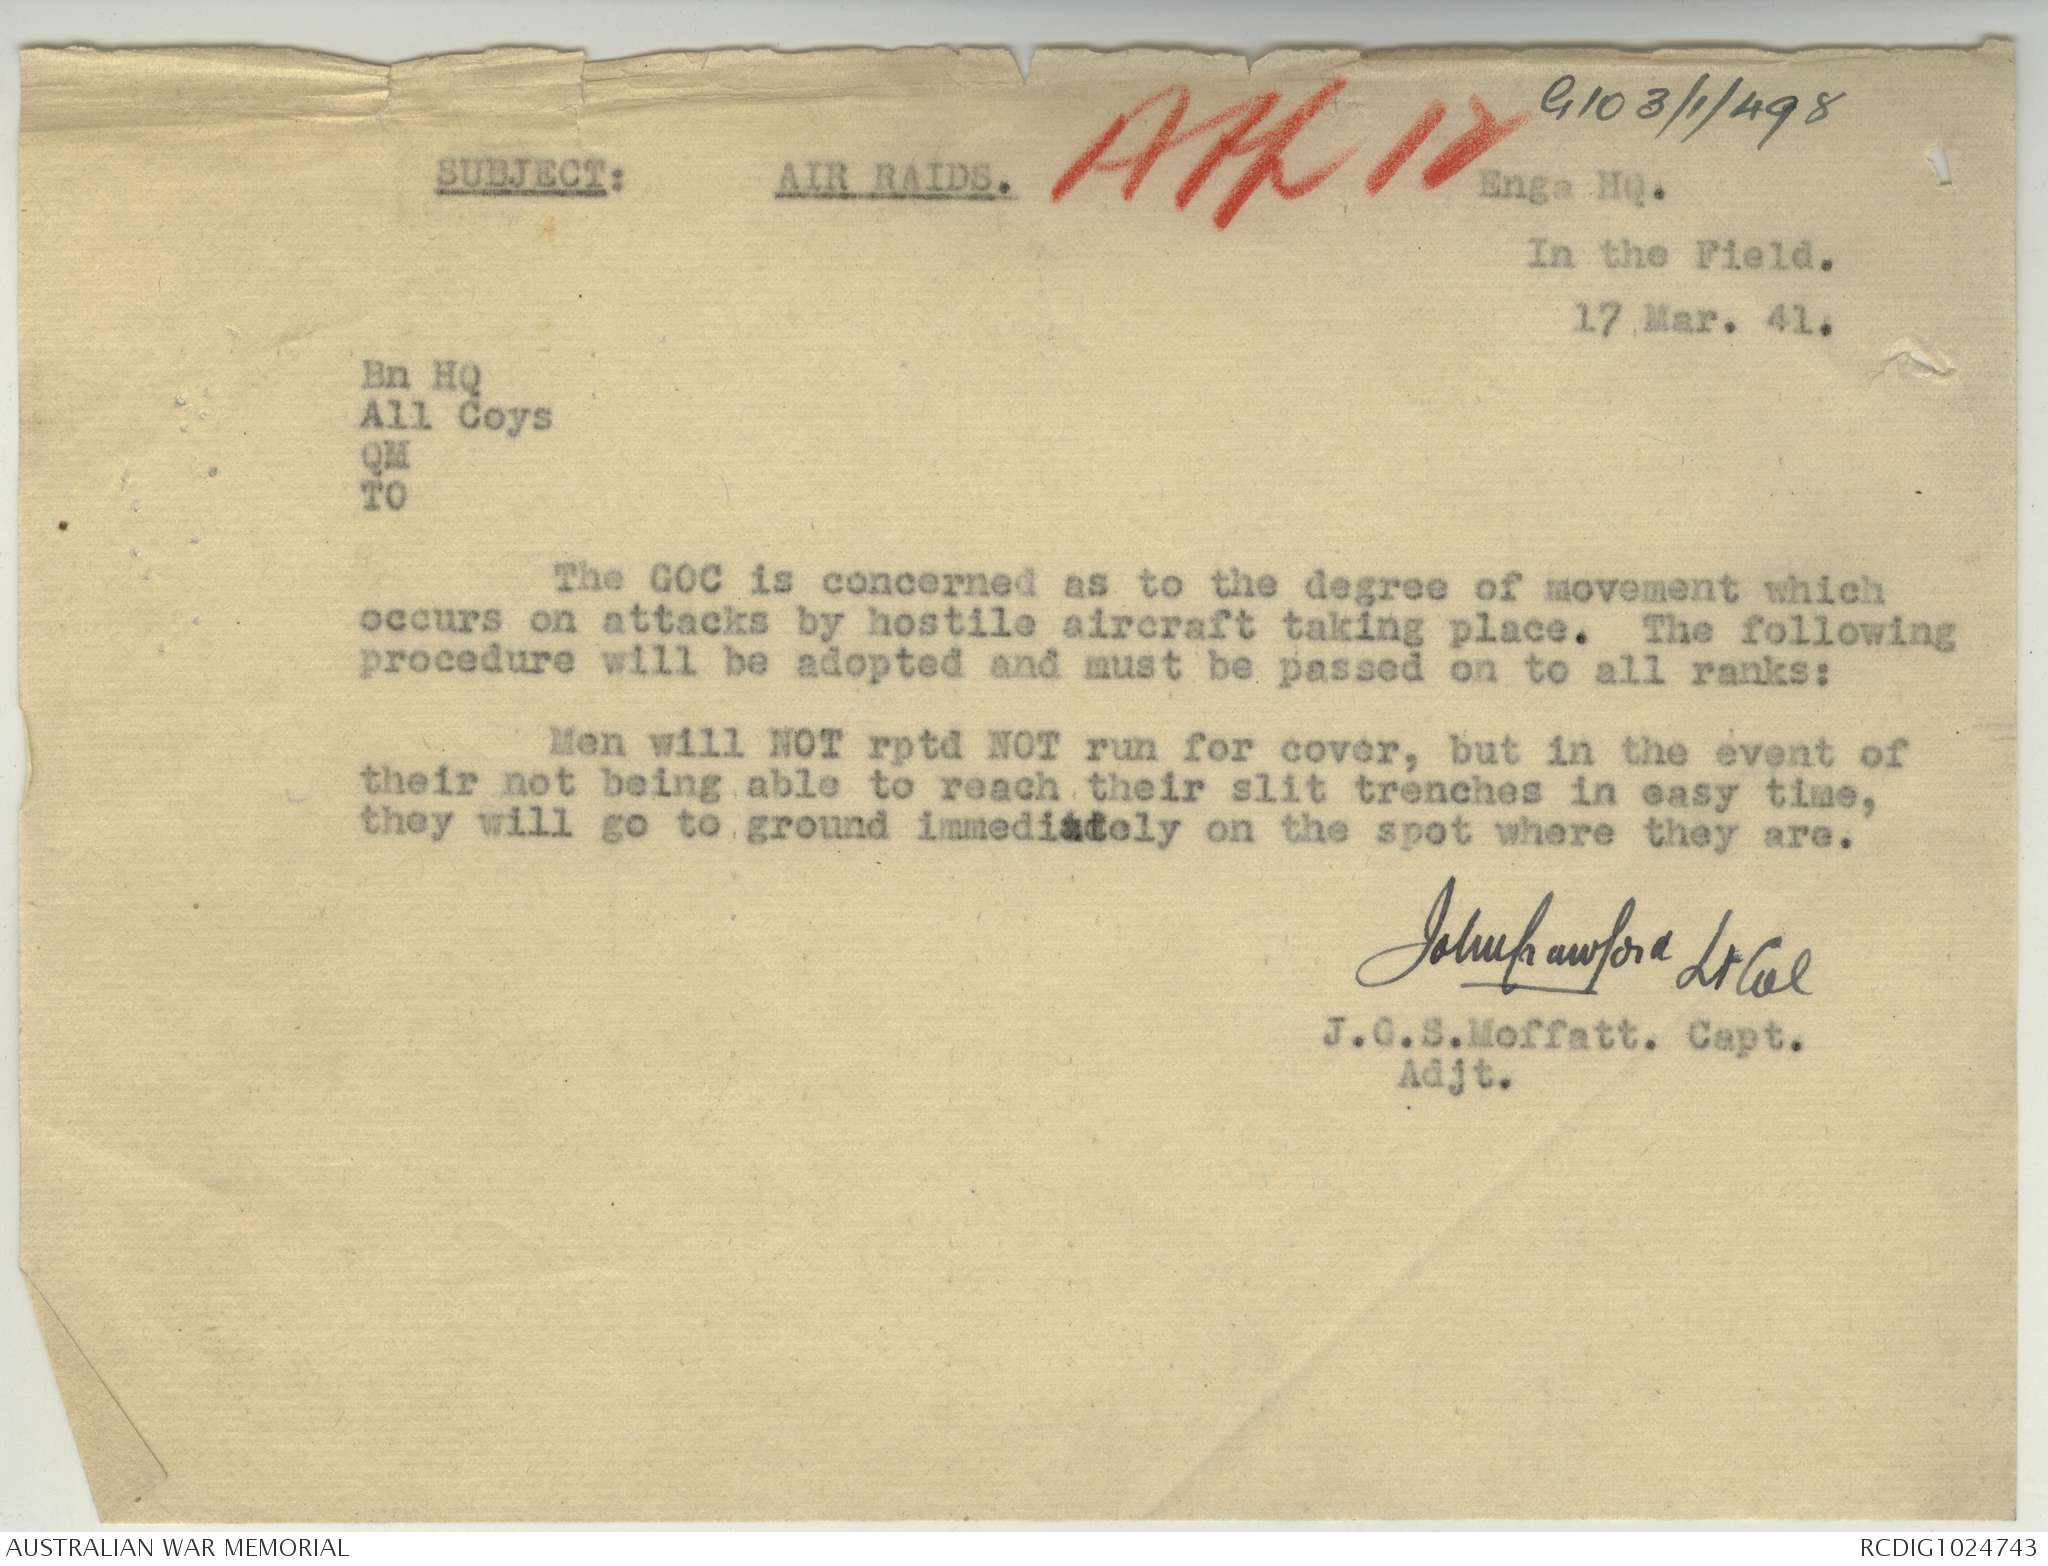 G103/1/498
App 12
SUBJECT: AIR RAIDS.
Enga HQ.
In the Field.
17 Mar. 41.
Bn HQ
All Coys
QM
TO
The GOC is concerned as to the degree of movement which
occurs on attacks by hostile aircraft taking place. The following
procedure will be adopted and must be passed on to all ranks:
Men will NOT rptd NOT run for cover, but in the event of
their not being able to reach their slit trenches in easy time,
they will go to ground immediately on the spot where they are.
John Crawford Lt Col
J.G.S.Moffatt. Capt.
Adjt.
AUSTRALIAN WAR MEMORIAL
RCDIG1024743